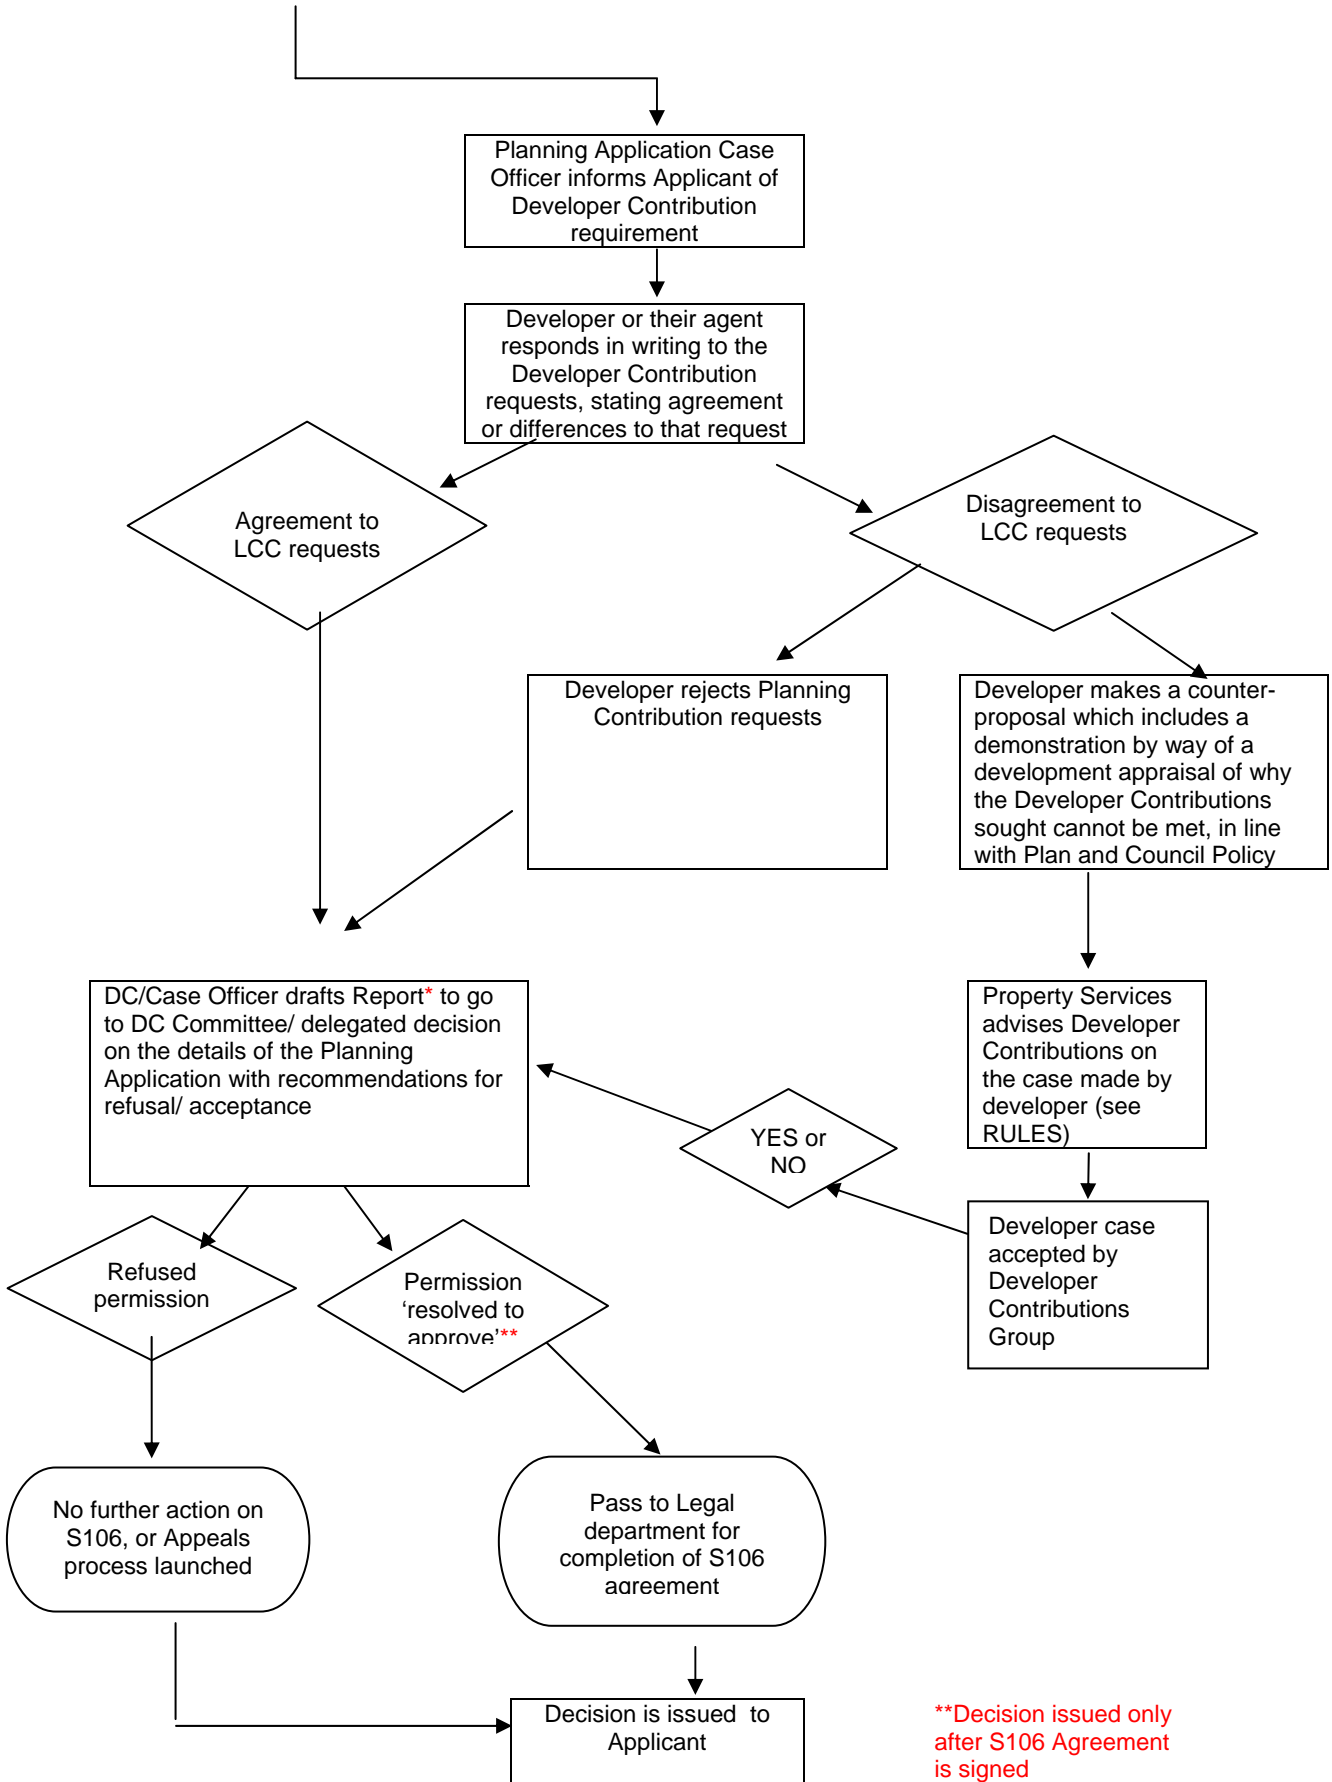 Planning Application Case
Officer informs Applicant of
Developer Contribution
requirement
Developer or their agent
responds in writing to the
Developer Contribution
requests, stating agreement
or differences to that request
Agreement to
LCC requests
Disagreement to
LCC requests
Developer rejects Planning
Contribution requests
Developer makes a counter-
proposal which includes a
demonstration by way of a
development appraisal of why
the Developer Contributions
sought cannot be met, in line
with Plan and Council Policy
DC/Case Officer drafts Report* to go
to DC Committee/ delegated decision
on the details of the Planning
Application with recommendations for
refusal/ acceptance
Property Services
advises Developer
Contributions on
the case made by
developer (see
RULES)
YES or
NO
Developer case
accepted by
Developer
Contributions
Group
Refused
permission
Permission
‘resolved to
approve’**
No further action on
S106, or Appeals
process launched
Pass to Legal
department for
completion of S106
agreement
Decision is issued  to
Applicant
**Decision issued only
after S106 Agreement
is signed